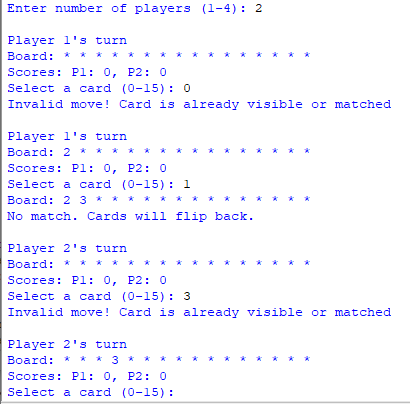 Enter number of players (1-4): 2
Player 1's turn
Board: * * * * * * * * * * * * * * * *
Scores: P1: 0, P2: 0
Select a card (0-15): 0
Invalid move! Card is already visible or matched
Player 1's turn
Board: 2 * * * * * * * * * * * * * * *
Scores: P1: 0, P2: 0
Select a card (0-15): 1
Board: 2 3 * * * * * * * * * * * * * *
No match. Cards will flip back.
Player 2's turn
Board: * * * * * * * * * * * * * * * *
Scores: P1: 0, P2: 0
Select a card (0-15): 3
Invalid move! Card is already visible or matched
Player 2's turn
Board: * * * 3 * * * * * * * * * * * *
Scores: P1: 0, P2: 0
Select a card (0-15):